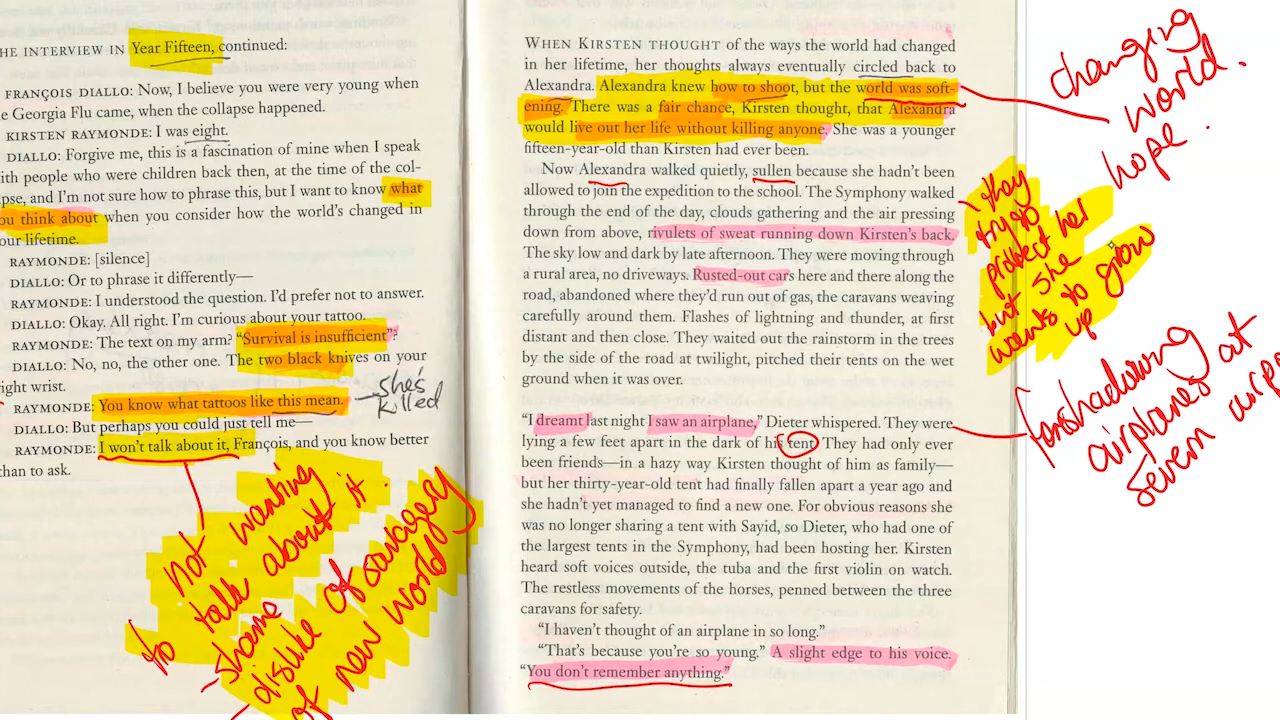 HE INTERVIEW IN Year Fifteen, continued:
FRANÇOIS DIALLO: Now, I believe you were very young when
e Georgia Flu came, when the collapse happened.
KIRSTEN RAYMONDE: I was eight.
DIALLO: Forgive me, this is a fascination of mine when I speak
ith people who were children back then, at the time of the col-
pse, and I'm not sure how to phrase this, but I want to know what
ou think about when you consider how the world's changed in
our lifetime.
RAYMONDE: [silence]
DIALLO: Or to phrase it differently—
RAYMONDE: I understood the question. I'd prefer not to answer.
DIALLO: Okay. All right. I'm curious about your tattoo.
RAYMONDE: The text on my arm? "Survival is insufficient"?
DIALLO: No, no, the other one. The two black knives on your
ight wrist.
RAYMONDE: You know what tattoos like this mean.
she's
killed
DIALLO: But perhaps you could just tell me—
RAYMONDE: I won't talk about it, François, and you know better
than to ask.
not wanting
to talk about it.
- shame
dislike of savagery
of new world
WHEN KIRSTEN THOUGHT of the ways the world had changed
in her lifetime, her thoughts always eventually circled back to
Alexandra. Alexandra knew how to shoot, but the world was soft-
ening. There was a fair chance, Kirsten thought, that Alexandra
would live out her life without killing anyone. She was a younger
fifteen-year-old than Kirsten had ever been.
Now Alexandra walked quietly, sullen because she hadn't been
allowed to join the expedition to the school. The Symphony walked
through the end of the day, clouds gathering and the air pressing
down from above, rivulets of sweat running down Kirsten's back.
The sky low and dark by late afternoon. They were moving through
a rural area, no driveways. Rusted-out cars here and there along the
road, abandoned where they'd run out of gas, the caravans weaving
carefully around them. Flashes of lightning and thunder, at first
distant and then close. They waited out the rainstorm in the trees
by the side of the road at twilight, pitched their tents on the wet
ground when it was over.
"I dreamt last night I saw an airplane," Dieter whispered. They were
lying a few feet apart in the dark of his tent. They had only ever
been friends—in a hazy way Kirsten thought of him as family—
but her thirty-year-old tent had finally fallen apart a year ago and
she hadn't yet managed to find a new one. For obvious reasons she
was no longer sharing a tent with Sayid, so Dieter, who had one of
the largest tents in the Symphony, had been hosting her. Kirsten
heard soft voices outside, the tuba and the first violin on watch.
The restless movements of the horses, penned between the three
caravans for safety.
"I haven't thought of an airplane in so long."
"That's because you're so young." A slight edge to his voice.
"You don't remember anything."
changing
world.
hope.
they
try to
protect her
but she
wants to grow
up
foreshadowing
airplanes at
severn airpo